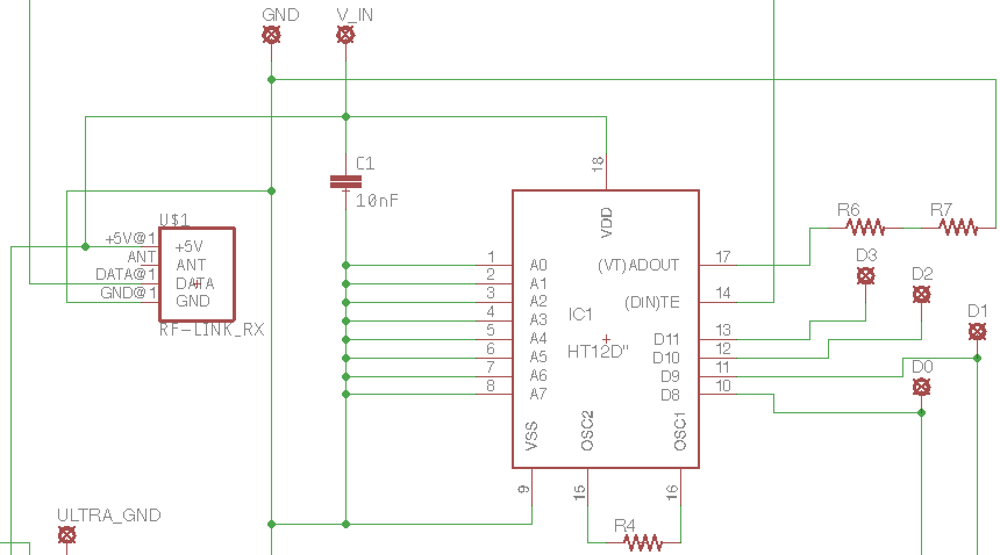 GND
V_IN
C1
10nF
18
U$1
+5V@1
ANT
DATA@1
GND@1
+5V
ANT
DATA
GND
RF-LINK_RX
1
2
3
4
5
6
7
8
A0
A1
A2
A3
A4
A5
A6
A7
VDD
(VT)ADOUT
(DIN)TE
IC1
HT12D"
D11
D10
D9
D8
VSS
OSC2
OSC1
17
14
13
12
11
10
9
15
16
R4
R6
R7
D3
D2
D1
D0
ULTRA_GND